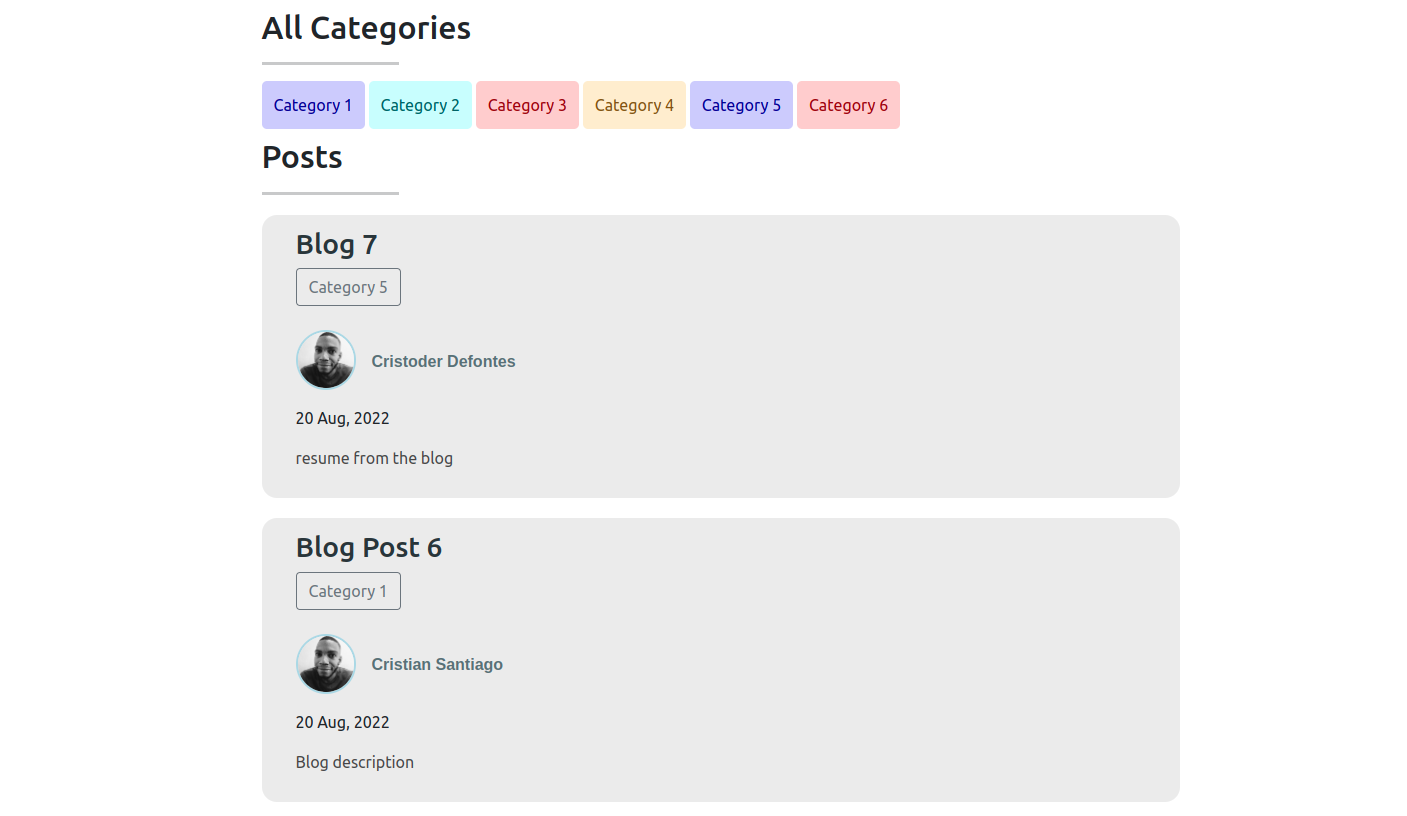 All Categories
Category 1 Category 2 Category 3 Category 4 Category 5 Category 6
Posts
Blog 7
Category 5
Cristoder Defontes
20 Aug, 2022
resume from the blog
Blog Post 6
Category 1
Cristian Santiago
20 Aug, 2022
Blog description